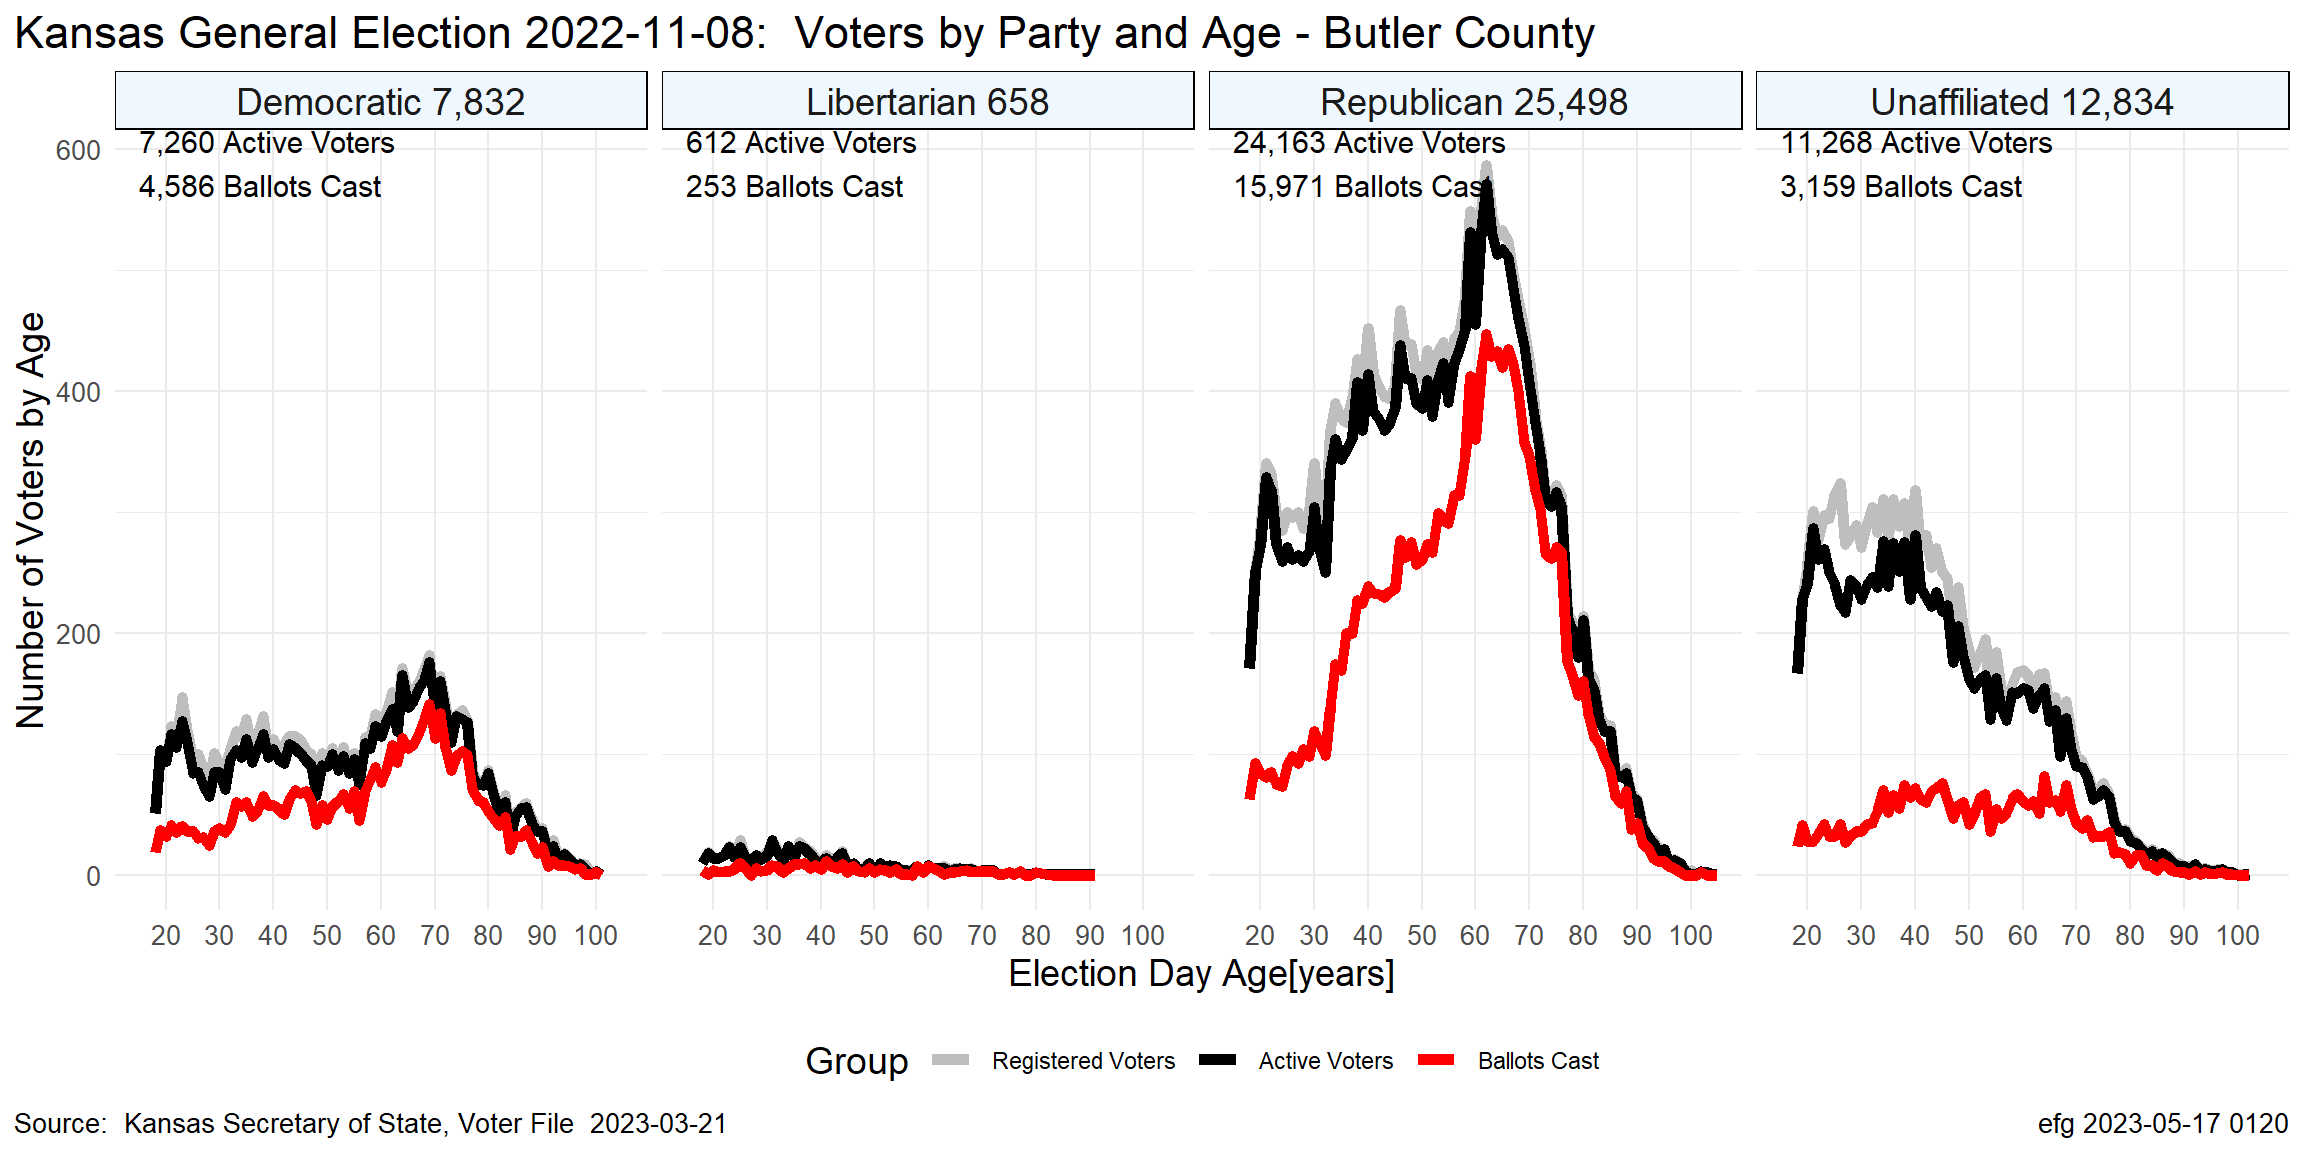 Kansas General Election 2022-11-08:  Voters by Party and Age - Butler County
Democratic 7,832
Libertarian 658
Republican 25,498
Unaffiliated 12,834
7,260 Active Voters
4,586 Ballots Cast
612 Active Voters
253 Ballots Cast
24,163 Active Voters
15,971 Ballots Cast
11,268 Active Voters
3,159 Ballots Cast
Number of Voters by Age
600
400
200
0
20 30 40 50 60 70 80 90 100
20 30 40 50 60 70 80 90 100
20 30 40 50 60 70 80 90 100
20 30 40 50 60 70 80 90 100
Election Day Age[years]
Group Registered Voters Active Voters Ballots Cast
Source:  Kansas Secretary of State, Voter File  2023-03-21
efg 2023-05-17 0120